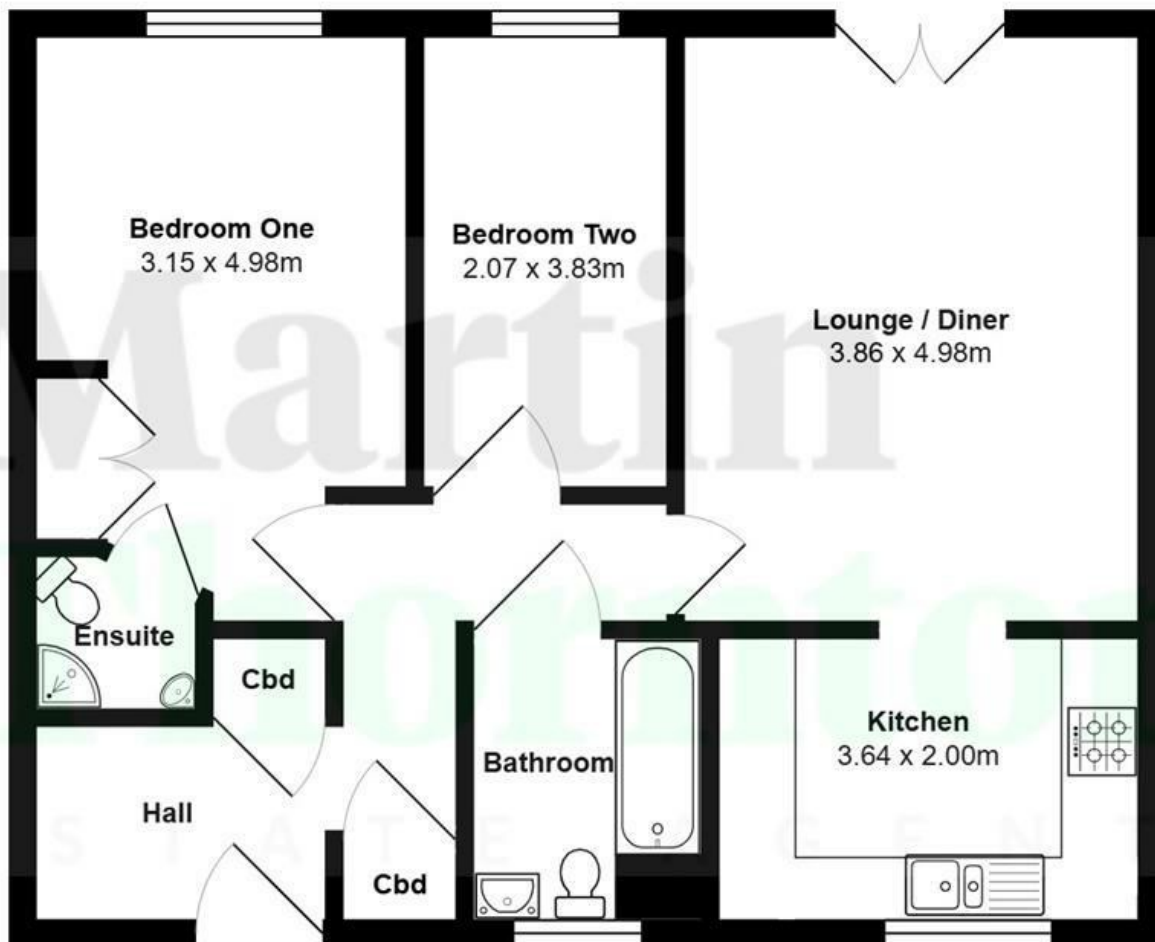 Bedroom One
3.15 x 4.98m
Bedroom Two
2.07 x 3.83m
Lounge / Diner
3.86 x 4.98m
Martin
Thornton
Ensuite
Cbd
Kitchen
3.64 x 2.00m
Bathroom
Hall
Cbd